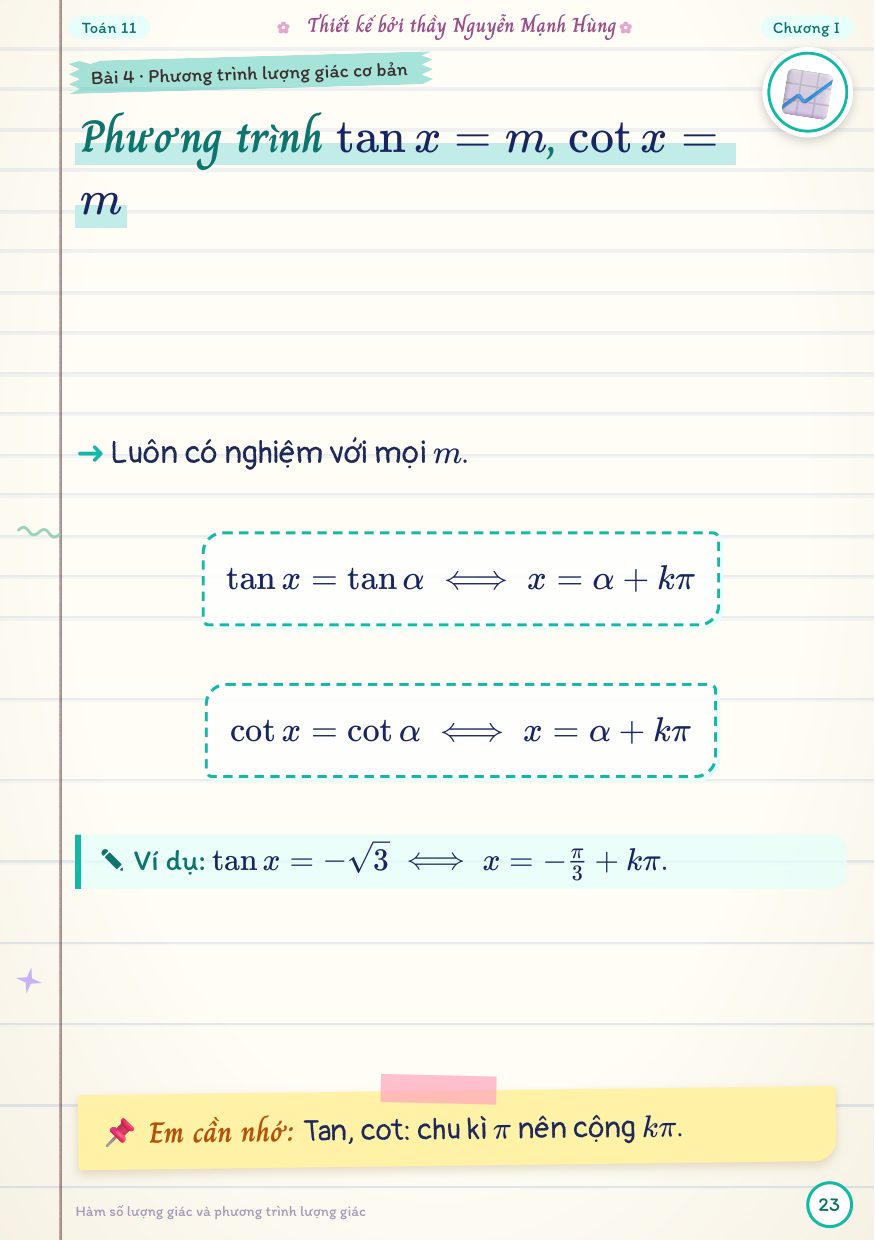 Toán 11
Thiết kế bởi thầy Nguyễn Mạnh Hùng
Chương I
Bài 4 · Phương trình lượng giác cơ bản
Phương trình tan x = m, cot x =
m
→ Luôn có nghiệm với mọi m.
tan x = tan α ⟺ x = α + kπ
cot x = cot α ⟺ x = α + kπ
Ví dụ: tan x = −√3 ⟺ x = −π/3 + kπ.
Em cần nhớ: Tan, cot: chu kì π nên cộng kπ.
Hàm số lượng giác và phương trình lượng giác
23